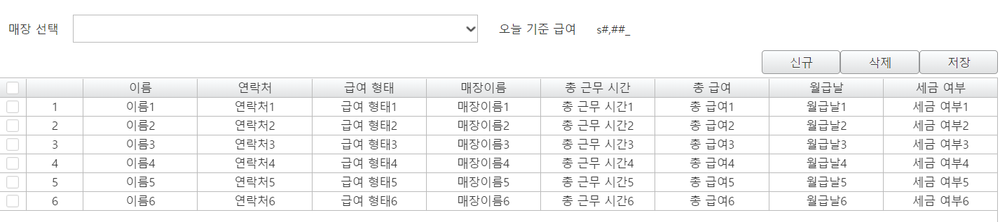 매장 선택 오늘 기준 급여 s#,##_
신규 삭제 저장
이름 연락처 급여 형태 매장이름 총 근무 시간 총 급여 월급날 세금 여부
1 이름1 연락처1 급여 형태1 매장이름1 총 근무 시간1 총 급여1 월급날1 세금 여부1
2 이름2 연락처2 급여 형태2 매장이름2 총 근무 시간2 총 급여2 월급날2 세금 여부2
3 이름3 연락처3 급여 형태3 매장이름3 총 근무 시간3 총 급여3 월급날3 세금 여부3
4 이름4 연락처4 급여 형태4 매장이름4 총 근무 시간4 총 급여4 월급날4 세금 여부4
5 이름5 연락처5 급여 형태5 매장이름5 총 근무 시간5 총 급여5 월급날5 세금 여부5
6 이름6 연락처6 급여 형태6 매장이름6 총 근무 시간6 총 급여6 월급날6 세금 여부6